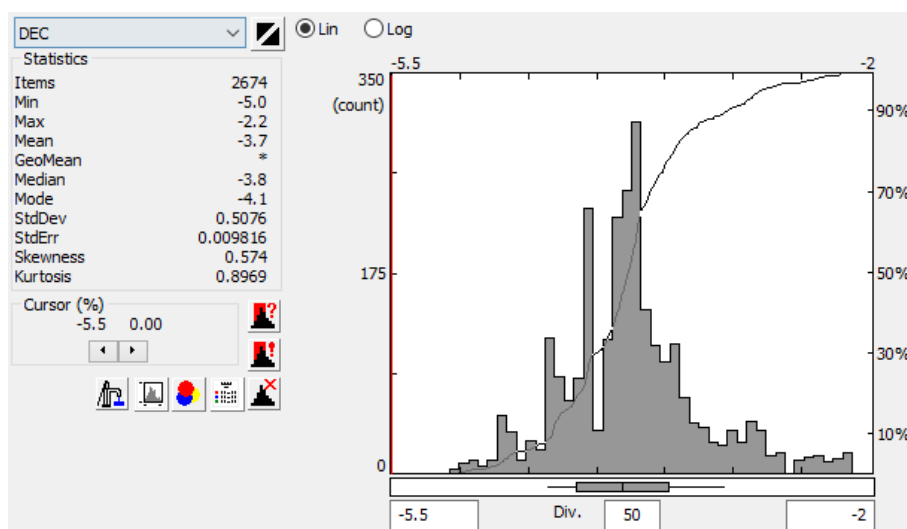 DEC
Lin
Log
Statistics
Items 2674
Min -5.0
Max -2.2
Mean -3.7
GeoMean *
Median -3.8
Mode -4.1
StdDev 0.5076
StdErr 0.009816
Skewness 0.574
Kurtosis 0.8969
Cursor (%)
-5.5 0.00
-5.5 -2
350
(count)
175
0
90%
70%
50%
30%
10%
-5.5 Div. 50 -2